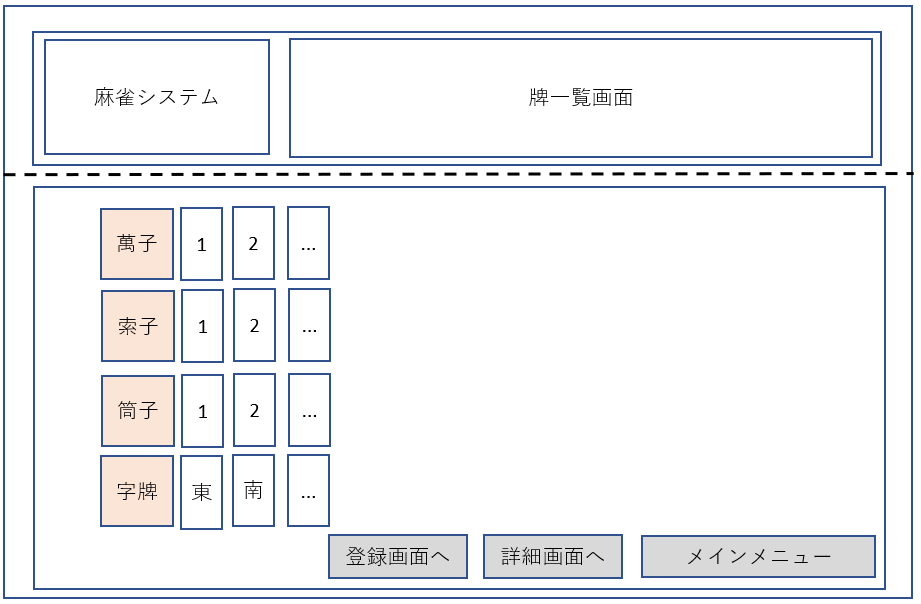 麻雀システム
牌一覧画面
萬子 1 2 …
索子 1 2 …
筒子 1 2 …
字牌 東 南 …
登録画面へ 詳細画面へ メインメニュー